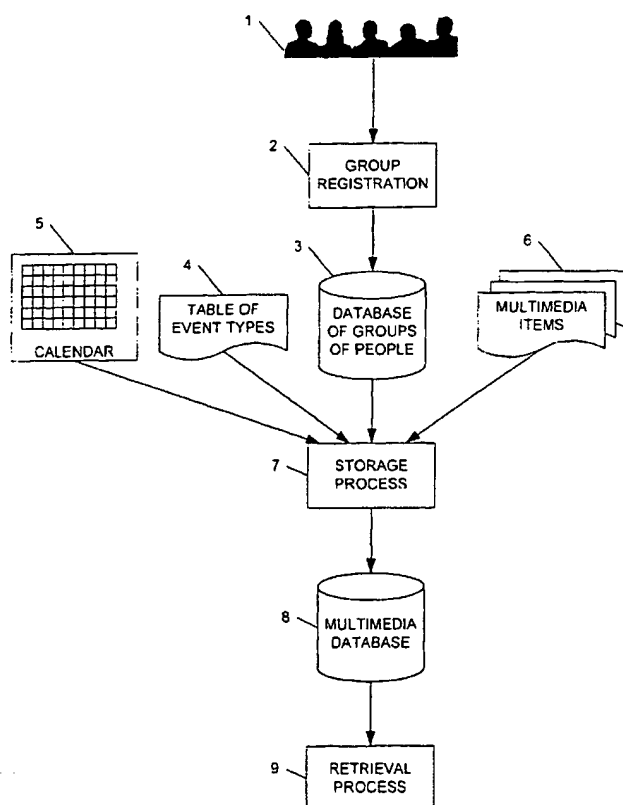 1
2
GROUP
REGISTRATION
5
4
3
6
CALENDAR
TABLE OF
EVENT TYPES
DATABASE
OF GROUPS
OF PEOPLE
MULTIMEDIA
ITEMS
7
STORAGE
PROCESS
8
MULTIMEDIA
DATABASE
9
RETRIEVAL
PROCESS